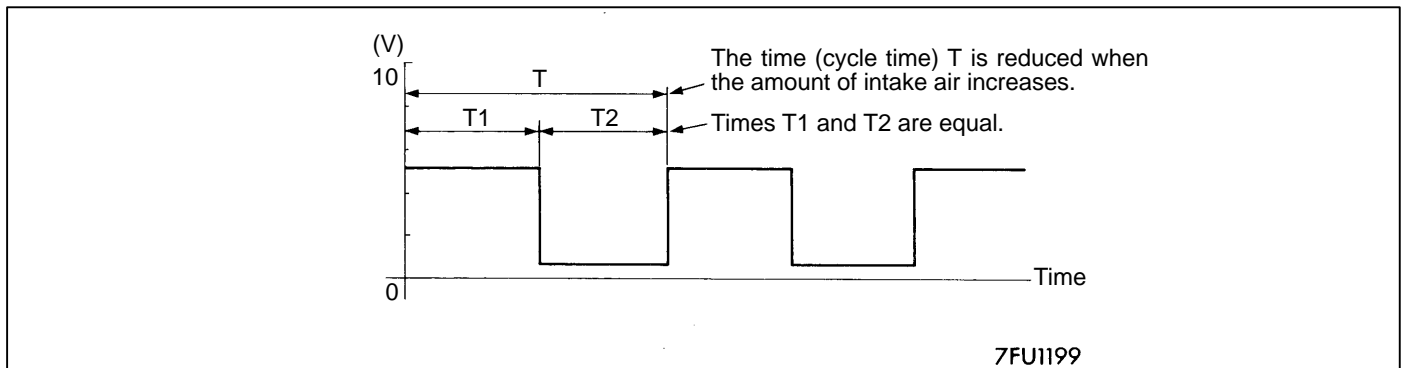 (V)
10
T
The time (cycle time) T is reduced when
the amount of intake air increases.
T1
T2
Times T1 and T2 are equal.
Time
0
7FU1199